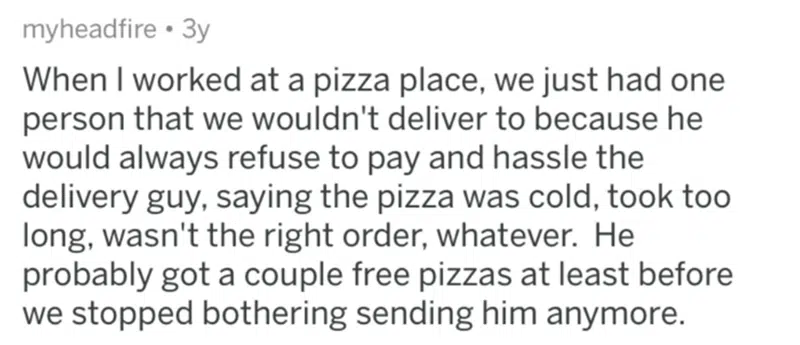 myheadfire • 3y
When I worked at a pizza place, we just had one
person that we wouldn't deliver to because he
would always refuse to pay and hassle the
delivery guy, saying the pizza was cold, took too
long, wasn't the right order, whatever.  He
probably got a couple free pizzas at least before
we stopped bothering sending him anymore.